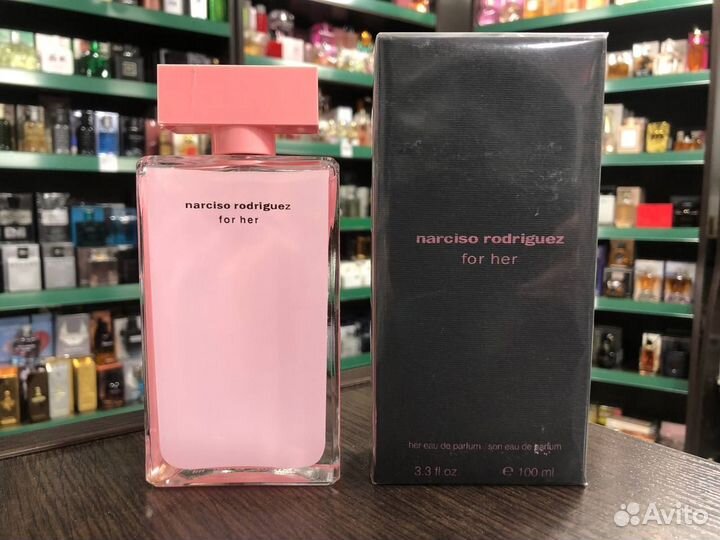 narciso rodriguez
for her
narciso rodriguez
for her
her eau de parfum son eau de parfum
3.3 fl oz e 100 ml
Avito